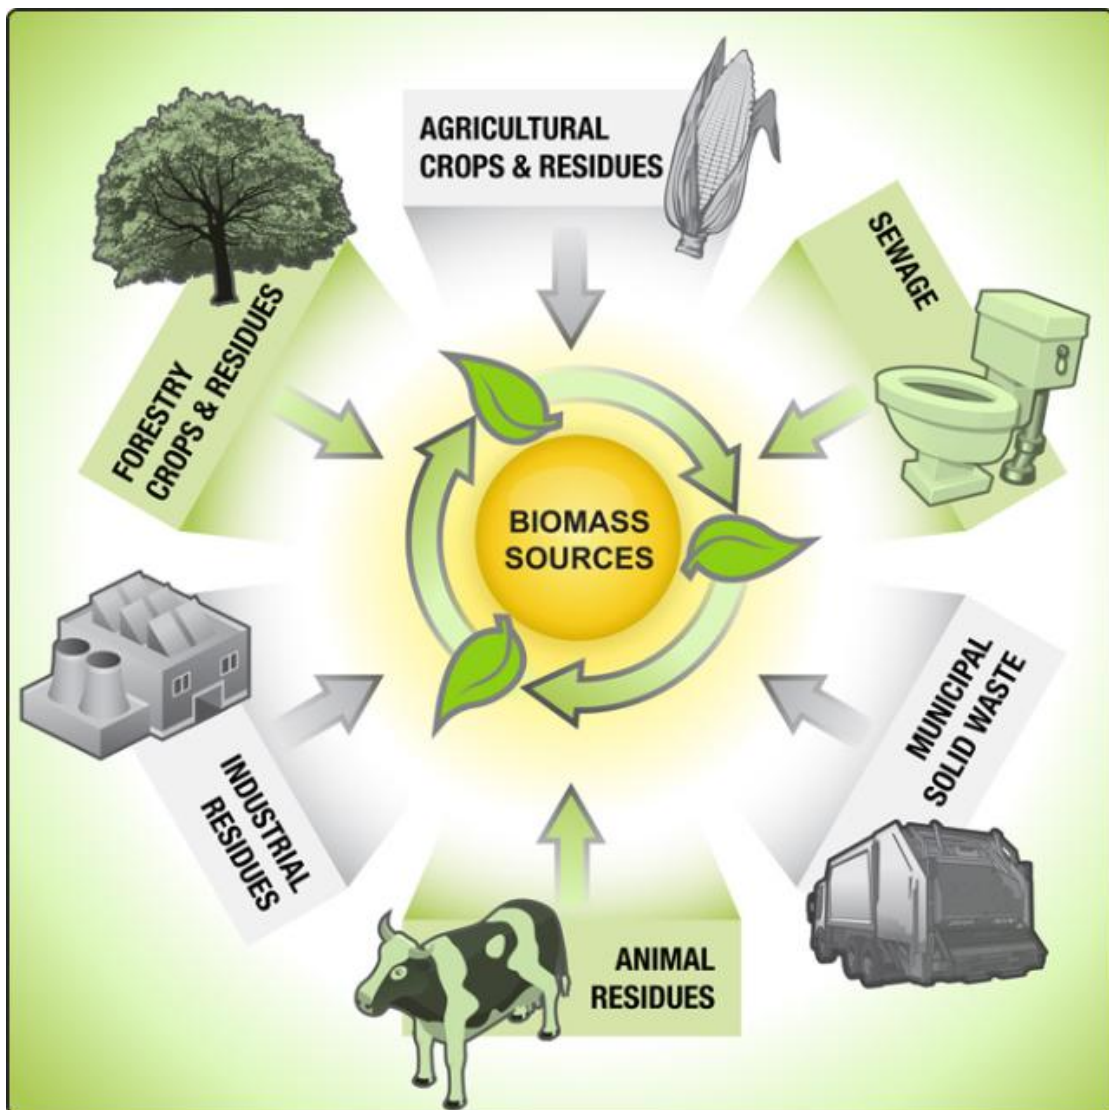 AGRICULTURAL
CROPS & RESIDUES
SEWAGE
FORESTRY
CROPS & RESIDUES
BIOMASS
SOURCES
MUNICIPAL
SOLID WASTE
INDUSTRIAL
RESIDUES
ANIMAL
RESIDUES